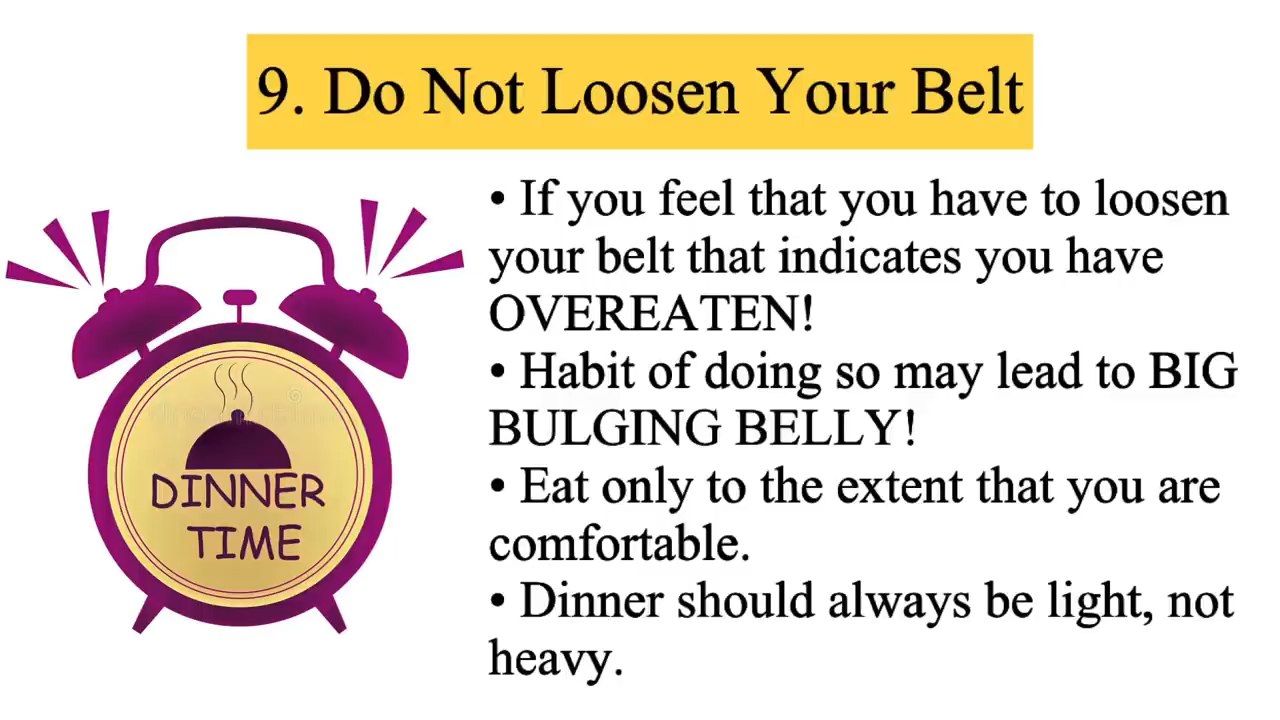 9. Do Not Loosen Your Belt
• If you feel that you have to loosen
your belt that indicates you have
OVEREATEN!
• Habit of doing so may lead to BIG
BULGING BELLY!
• Eat only to the extent that you are
comfortable.
• Dinner should always be light, not
heavy.
DINNER
TIME